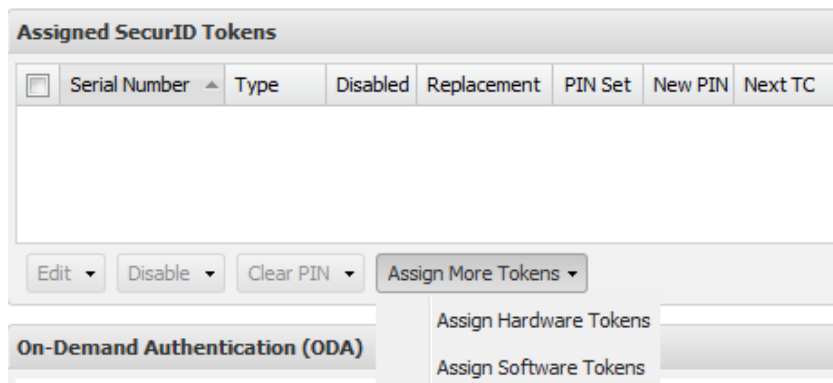 Assigned SecurID Tokens
Serial Number Type Disabled Replacement PIN Set New PIN Next TC
Edit Disable Clear PIN Assign More Tokens
Assign Hardware Tokens
On-Demand Authentication (ODA)
Assign Software Tokens